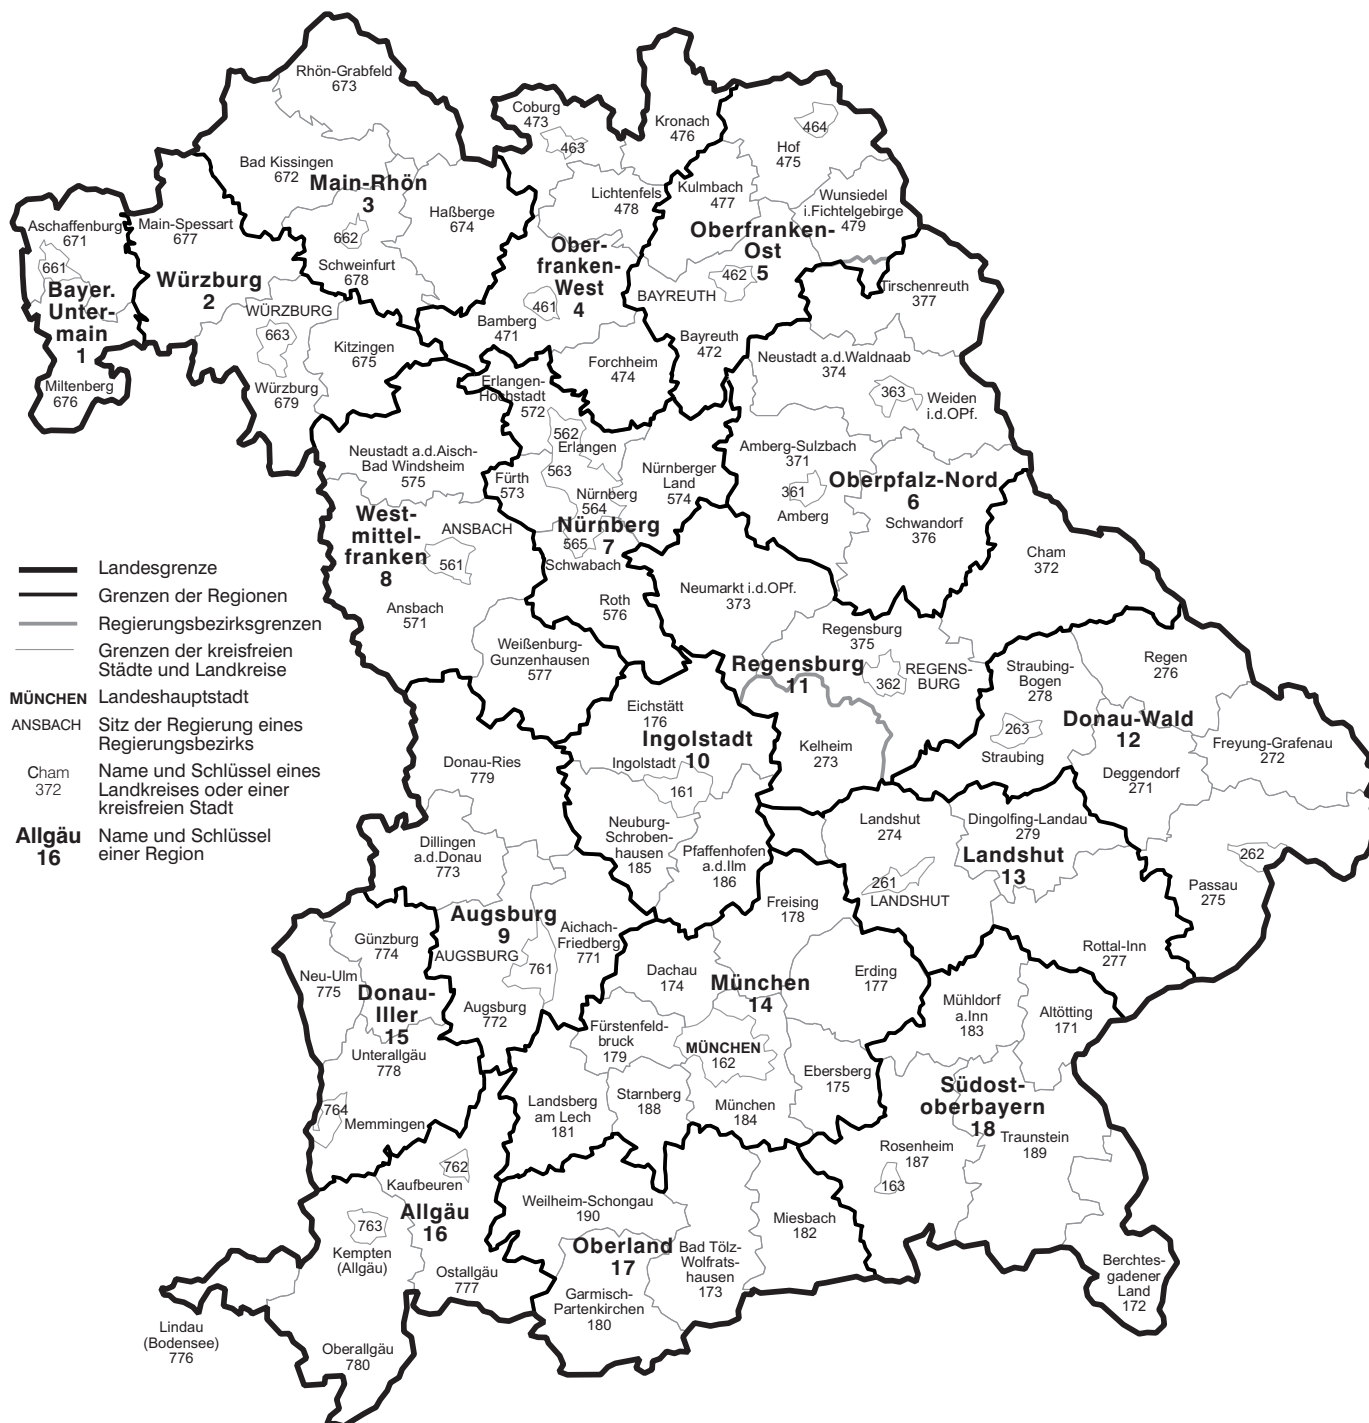 Rhön-Grabfeld
673
Coburg
473
463
Kronach
476
464
Hof
475
Bad Kissingen
672
Main-Rhön
3
Haßberge
674
662
Schweinfurt
678
Lichtenfels
478
Kulmbach
477
Wunsiedel
i.Fichtelgebirge
479
Oberfranken-
Ost
5
462
BAYREUTH
Bayreuth
472
Aschaffenburg
671
661
Bayer.
Unter-
main
1
Miltenberg
676
Main-Spessart
677
Würzburg
2
WÜRZBURG
663
Würzburg
679
Kitzingen
675
Ober-
franken-
West
4
461
Bamberg
471
Forchheim
474
Tirschenreuth
377
Neustadt a.d.Waldnaab
374
363
Weiden
i.d.OPf.
Erlangen-
Höchstadt
572
562
Erlangen
563
Fürth
573
Nürnberg
564
Nürnberger
Land
574
Nürnberg
7
565
Schwabach
Roth
576
Amberg-Sulzbach
371
361
Amberg
Oberpfalz-Nord
6
Schwandorf
376
Neustadt a.d.Aisch-
Bad Windsheim
575
West-
mittel-
franken
8
ANSBACH
561
Ansbach
571
Weißenburg-
Gunzenhausen
577
Cham
372
Neumarkt i.d.OPf.
373
Regensburg
375
Regensburg
11
362
REGENS-
BURG
Kelheim
273
Straubing-
Bogen
278
263
Straubing
Regen
276
Donau-Wald
12
Freyung-Grafenau
272
Deggendorf
271
262
Passau
275
Landesgrenze
Grenzen der Regionen
Regierungsbezirksgrenzen
Grenzen der kreisfreien
Städte und Landkreise
MÜNCHEN Landeshauptstadt
ANSBACH Sitz der Regierung eines
Regierungsbezirks
Cham
372
Name und Schlüssel eines
Landkreises oder einer
kreisfreien Stadt
Allgäu
16
Name und Schlüssel
einer Region
Eichstätt
176
Ingolstadt
10
Ingolstadt
161
Neuburg-
Schroben-
hausen
185
Pfaffenhofen
a.d.Ilm
186
Donau-Ries
779
Dillingen
a.d.Donau
773
Landshut
274
Dingolfing-Landau
279
Landshut
13
261
LANDSHUT
Rottal-Inn
277
Günzburg
774
Neu-Ulm
775
Donau-
Iller
15
Unterallgäu
778
764
Memmingen
Augsburg
9
AUGSBURG
761
Augsburg
772
Aichach-
Friedberg
771
Freising
178
Dachau
174
München
14
Erding
177
Fürstenfeld-
bruck
179
MÜNCHEN
162
Ebersberg
175
Landsberg
am Lech
181
Starnberg
188
München
184
Mühldorf
a.Inn
183
Altötting
171
Südost-
oberbayern
18
Traunstein
189
Rosenheim
187
163
Berchtes-
gadener
Land
172
762
Kaufbeuren
Allgäu
16
763
Kempten
(Allgäu)
Ostallgäu
777
Lindau
(Bodensee)
776
Oberallgäu
780
Weilheim-Schongau
190
Oberland
17
Bad Tölz-
Wolfrats-
hausen
173
Miesbach
182
Garmisch-
Partenkirchen
180